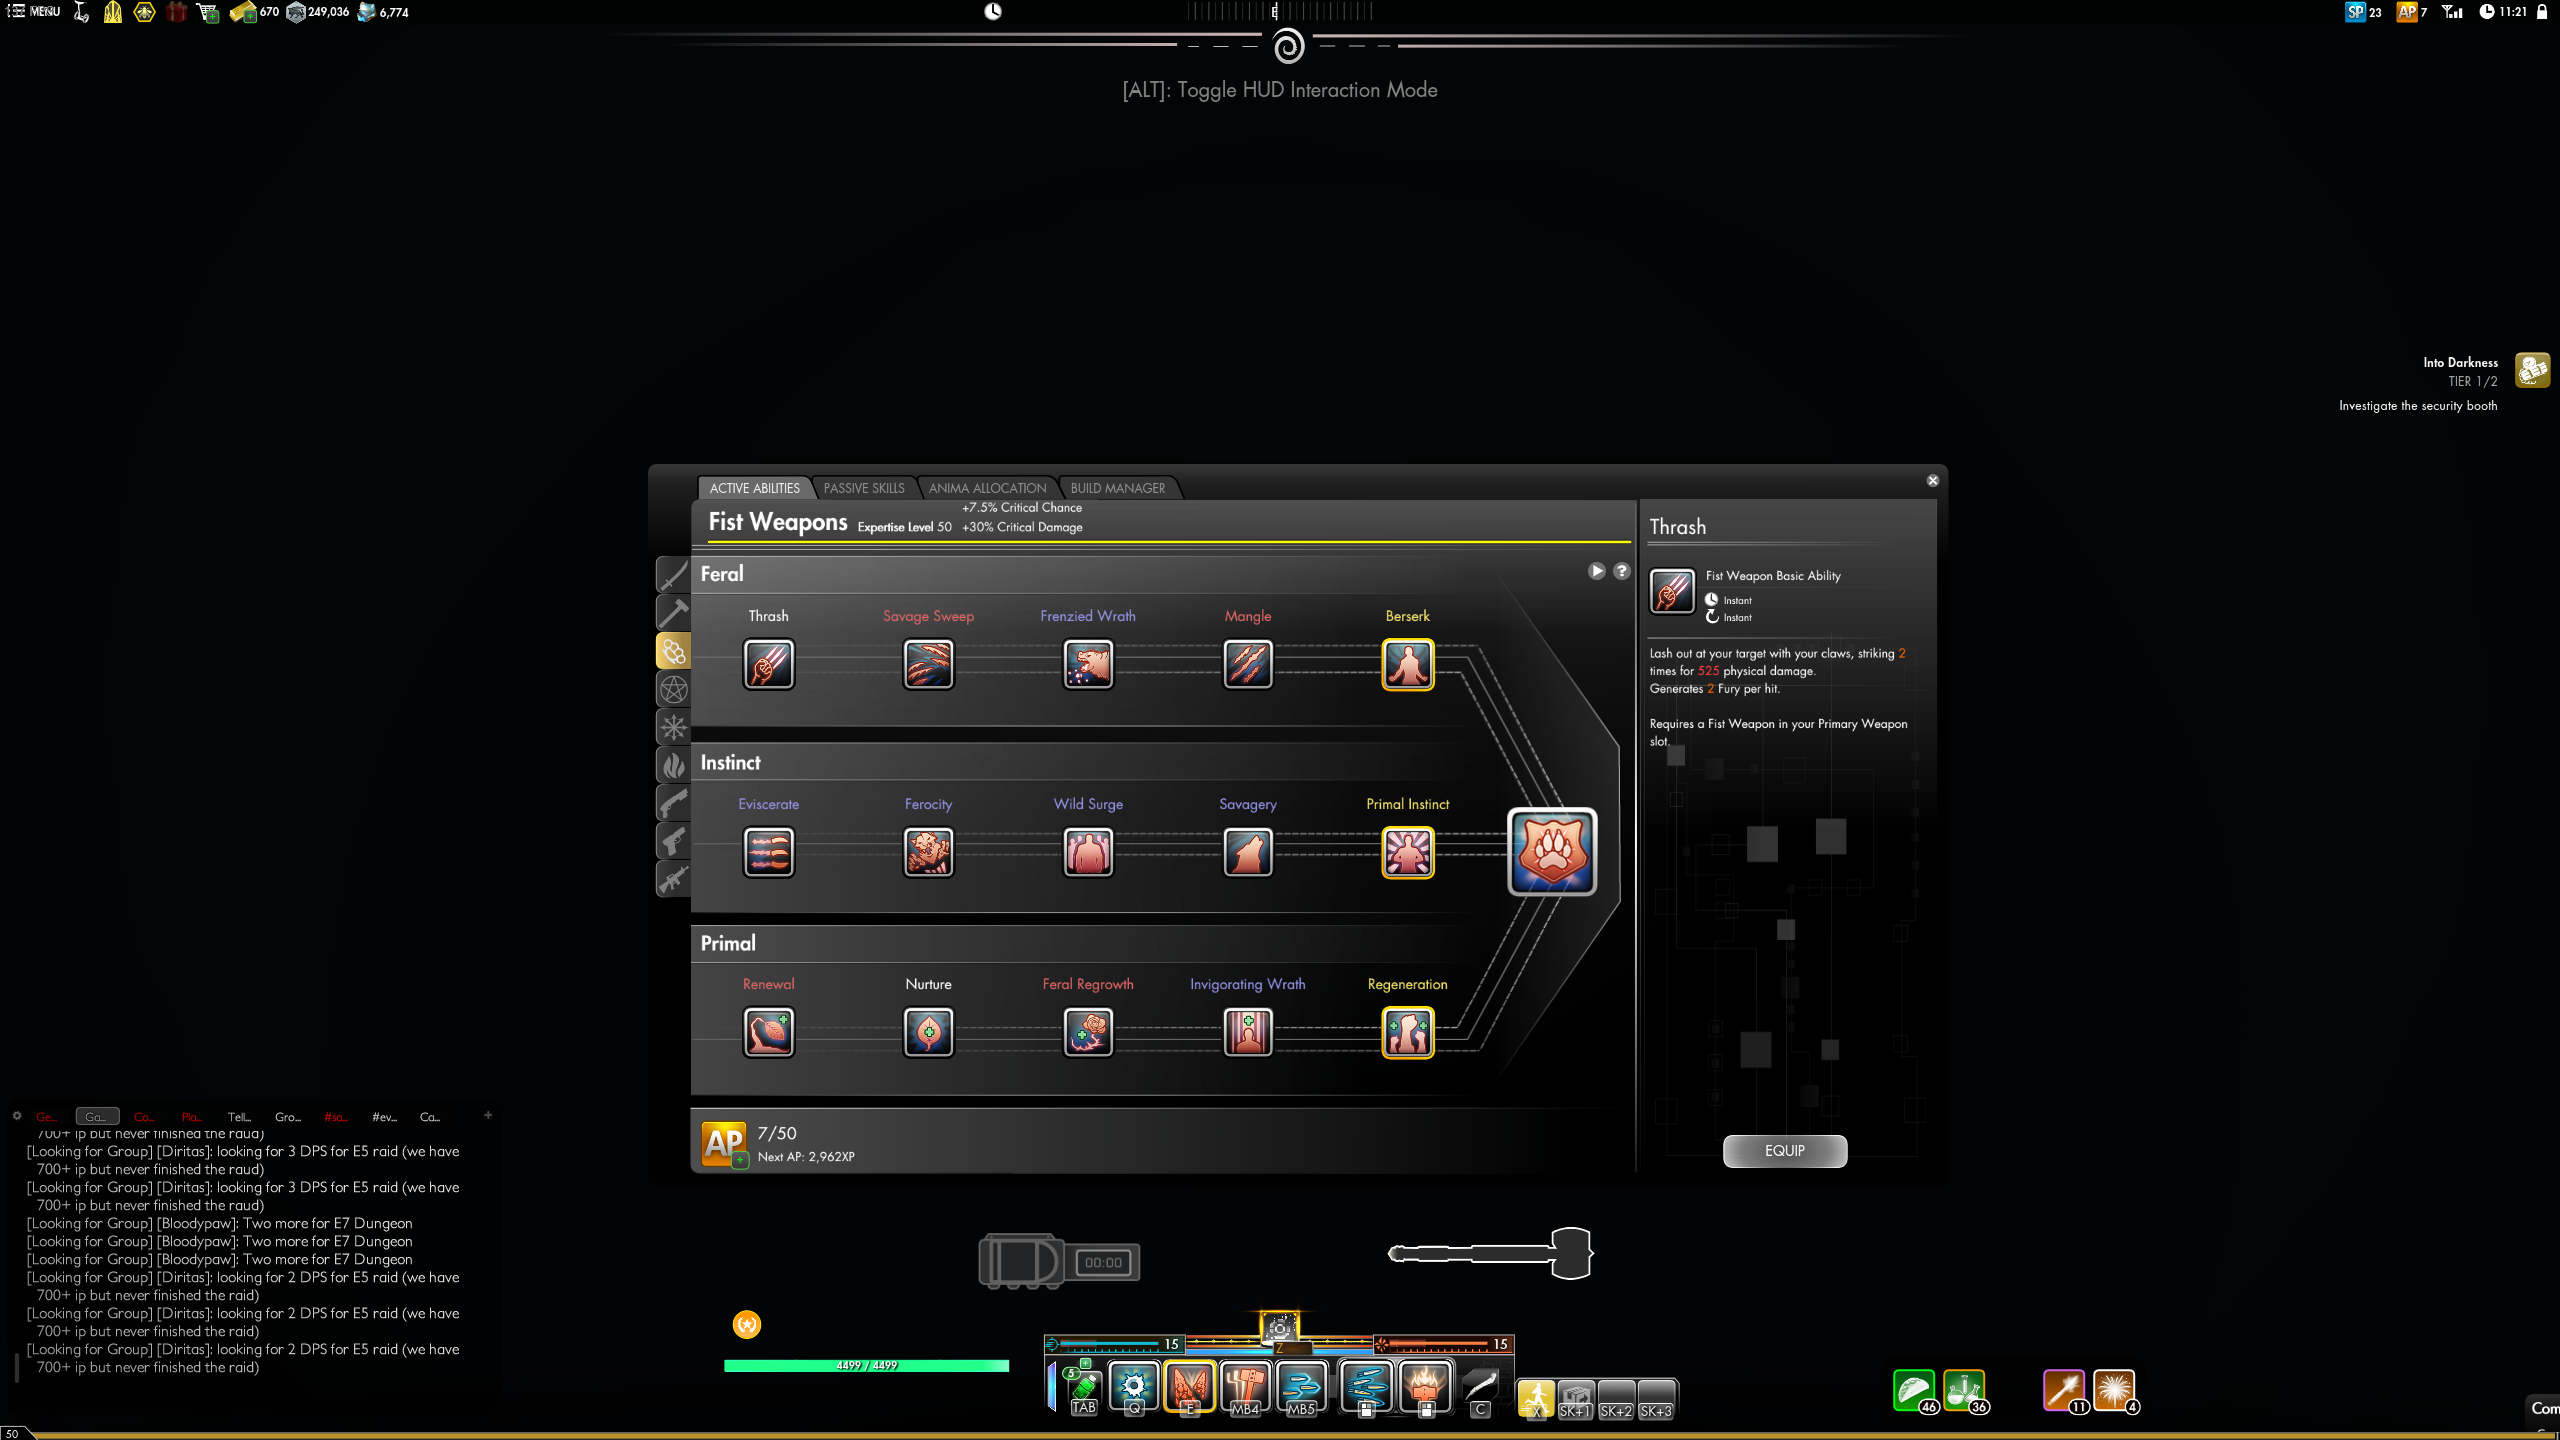 MENU
670
249,036
6,774
E
SP 23
AP 7
11:21
[ALT]: Toggle HUD Interaction Mode
Into Darkness
TIER 1/2
Investigate the security booth
ACTIVE ABILITIES
PASSIVE SKILLS
ANIMA ALLOCATION
BUILD MANAGER
Fist Weapons
Expertise Level 50
+7.5% Critical Chance
+30% Critical Damage
Feral
?
Thrash
Savage Sweep
Frenzied Wrath
Mangle
Berserk
Instinct
Eviscerate
Ferocity
Wild Surge
Savagery
Primal Instinct
Primal
Renewal
Nurture
Feral Regrowth
Invigorating Wrath
Regeneration
AP
7/50
Next AP: 2,962XP
Thrash
Fist Weapon Basic Ability
Instant
Instant
Lash out at your target with your claws, striking 2
times for 525 physical damage.
Generates 2 Fury per hit.
Requires a Fist Weapon in your Primary Weapon
slot.
EQUIP
Ge...
Ga...
Co...
Pla...
Tell...
Gro...
#sa...
#ev...
Ca...
+
700+ ip but never finished the raud)
[Looking for Group] [Diritas]: looking for 3 DPS for E5 raid (we have
700+ ip but never finished the raud)
[Looking for Group] [Diritas]: looking for 3 DPS for E5 raid (we have
700+ ip but never finished the raud)
[Looking for Group] [Bloodypaw]: Two more for E7 Dungeon
[Looking for Group] [Bloodypaw]: Two more for E7 Dungeon
[Looking for Group] [Bloodypaw]: Two more for E7 Dungeon
[Looking for Group] [Diritas]: looking for 2 DPS for E5 raid (we have
700+ ip but never finished the raid)
[Looking for Group] [Diritas]: looking for 2 DPS for E5 raid (we have
700+ ip but never finished the raid)
[Looking for Group] [Diritas]: looking for 2 DPS for E5 raid (we have
700+ ip but never finished the raid)
00:00
4499 / 4499
15
Z
15
5
TAB
Q
E
MB4
MB5
C
X
SK+1
SK+2
SK+3
46
36
11
4
Com
50